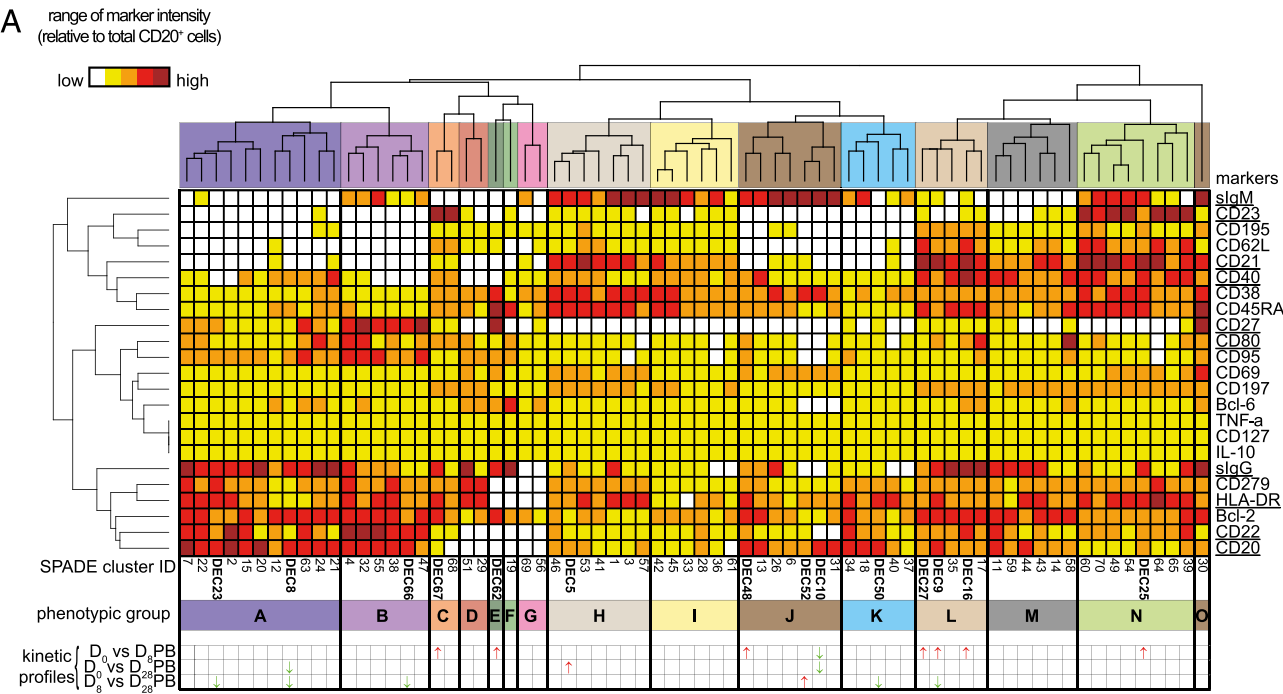 A
range of marker intensity
(relative to total CD20⁺ cells)
low high
markers
sIgM
CD23
CD195
CD62L
CD21
CD40
CD38
CD45RA
CD27
CD80
CD95
CD69
CD197
Bcl-6
TNF-a
CD127
IL-10
sIgG
CD279
HLA-DR
Bcl-2
CD22
CD20
SPADE cluster ID 7 22 DEC23 2 15 20 12 DEC8 63 24 21 4 32 55 38 DEC66 47 DEC67 68 51 29 DEC62 19 69 56 46 DEC5 53 41 1 3 57 42 45 33 28 36 61 DEC48 13 26 6 DEC52 DEC10 31 34 18 DEC50 40 37 DEC27 DEC9 35 DEC16 17 11 59 44 43 14 58 60 70 49 54 DEC25 64 65 39 30
phenotypic group A B C D E F G H I J K L M N O
kinetic profiles
D₀ vs D₈PB ↑ ↑ ↑ ↓ ↑ ↑ ↑ ↑
D₀ vs D₂₈PB ↓ ↑ ↓
D₈ vs D₂₈PB ↓ ↓ ↓ ↑ ↓ ↓